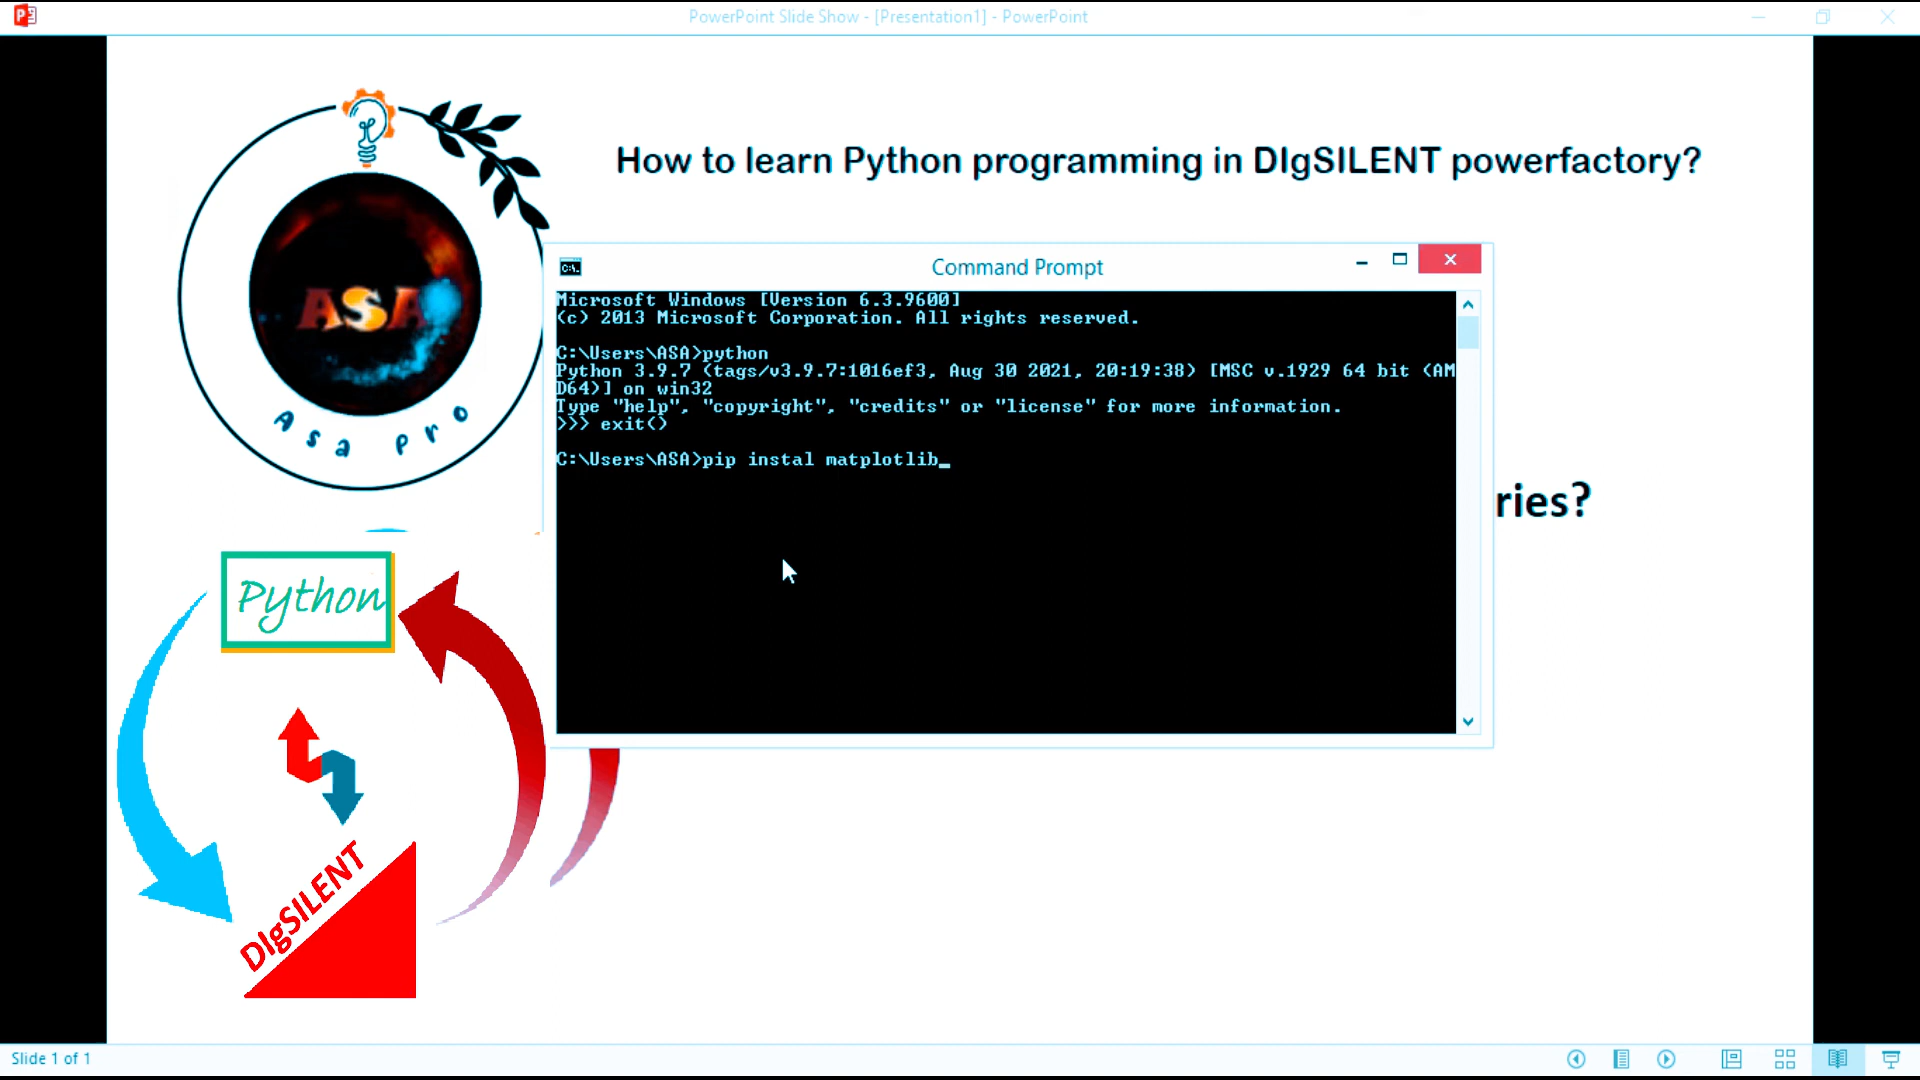 PowerPoint Slide Show - [Presentation1] - PowerPoint
How to learn Python programming in DIgSILENT powerfactory?
ASA
Asa pro
Command Prompt
Microsoft Windows [Version 6.3.9600]
(c) 2013 Microsoft Corporation. All rights reserved.
C:\Users\ASA>python
Python 3.9.7 (tags/v3.9.7:1016ef3, Aug 30 2021, 20:19:38) [MSC v.1929 64 bit (AM
D64)] on win32
Type "help", "copyright", "credits" or "license" for more information.
>>> exit()
C:\Users\ASA>pip instal matplotlib_
ries?
Python
DIgSILENT
Slide 1 of 1